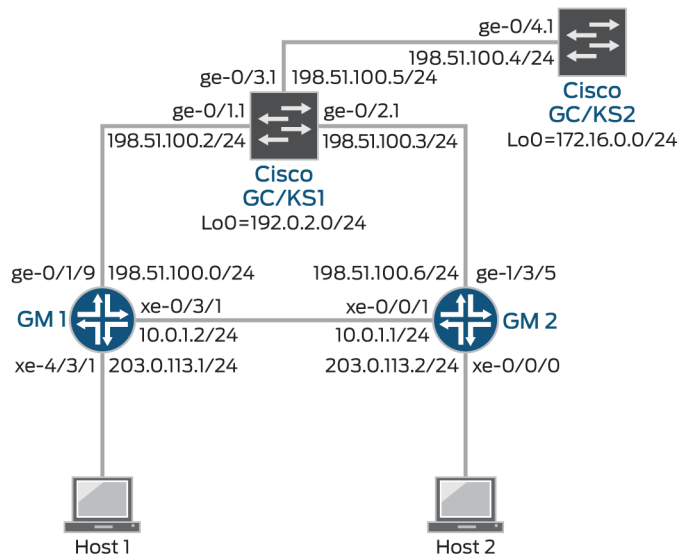 ge-0/4.1
198.51.100.4/24
Cisco
GC/KS2
Lo0=172.16.0.0/24
ge-0/3.1 198.51.100.5/24
ge-0/1.1 ge-0/2.1
198.51.100.2/24 198.51.100.3/24
Cisco
GC/KS1
Lo0=192.0.2.0/24
ge-0/1/9 198.51.100.0/24 198.51.100.6/24 ge-1/3/5
GM 1 xe-0/3/1 xe-0/0/1 GM 2
10.0.1.2/24 10.0.1.1/24
xe-4/3/1 203.0.113.1/24 203.0.113.2/24 xe-0/0/0
Host 1 Host 2